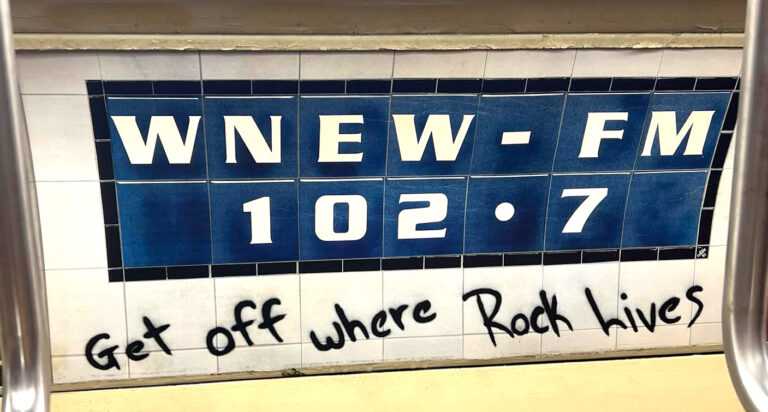 WNEW-FM
102•7
Get off where Rock Lives